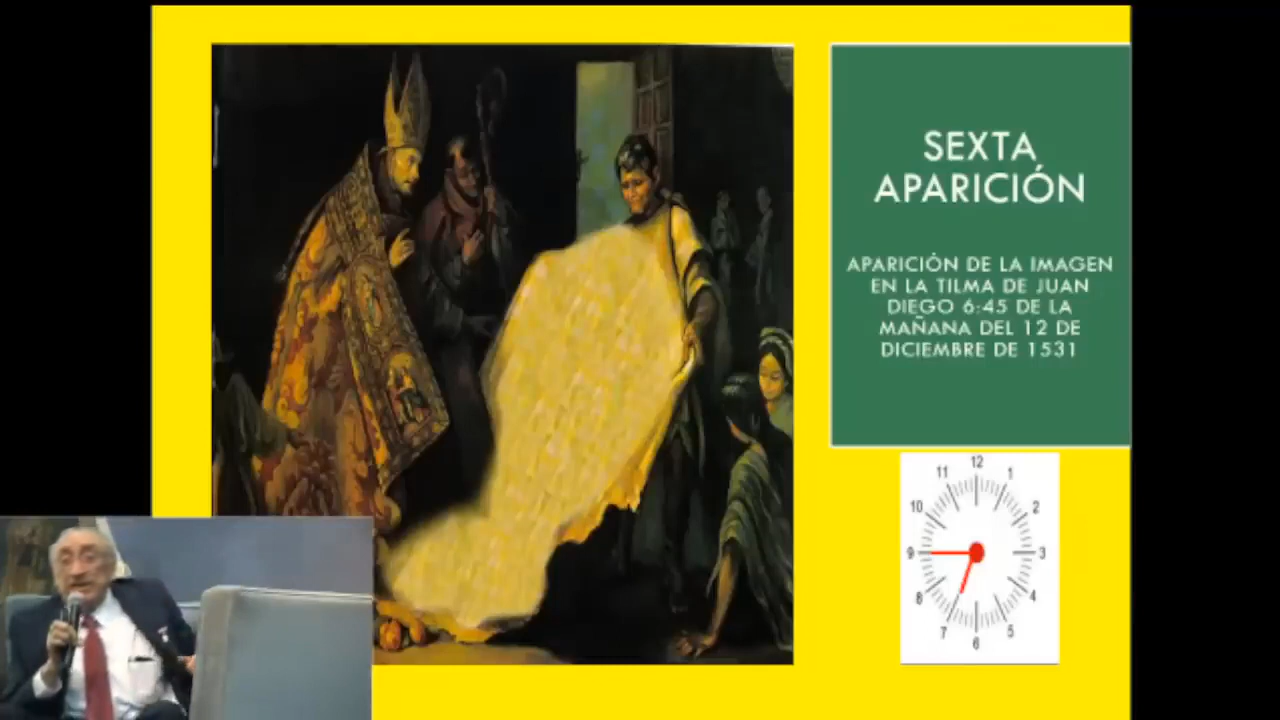 SEXTA
APARICIÓN
APARICIÓN DE LA IMAGEN
EN LA TILMA DE JUAN
DIEGO 6:45 DE LA
MAÑANA DEL 12 DE
DICIEMBRE DE 1531
12
1
2
3
4
5
6
7
8
9
10
11